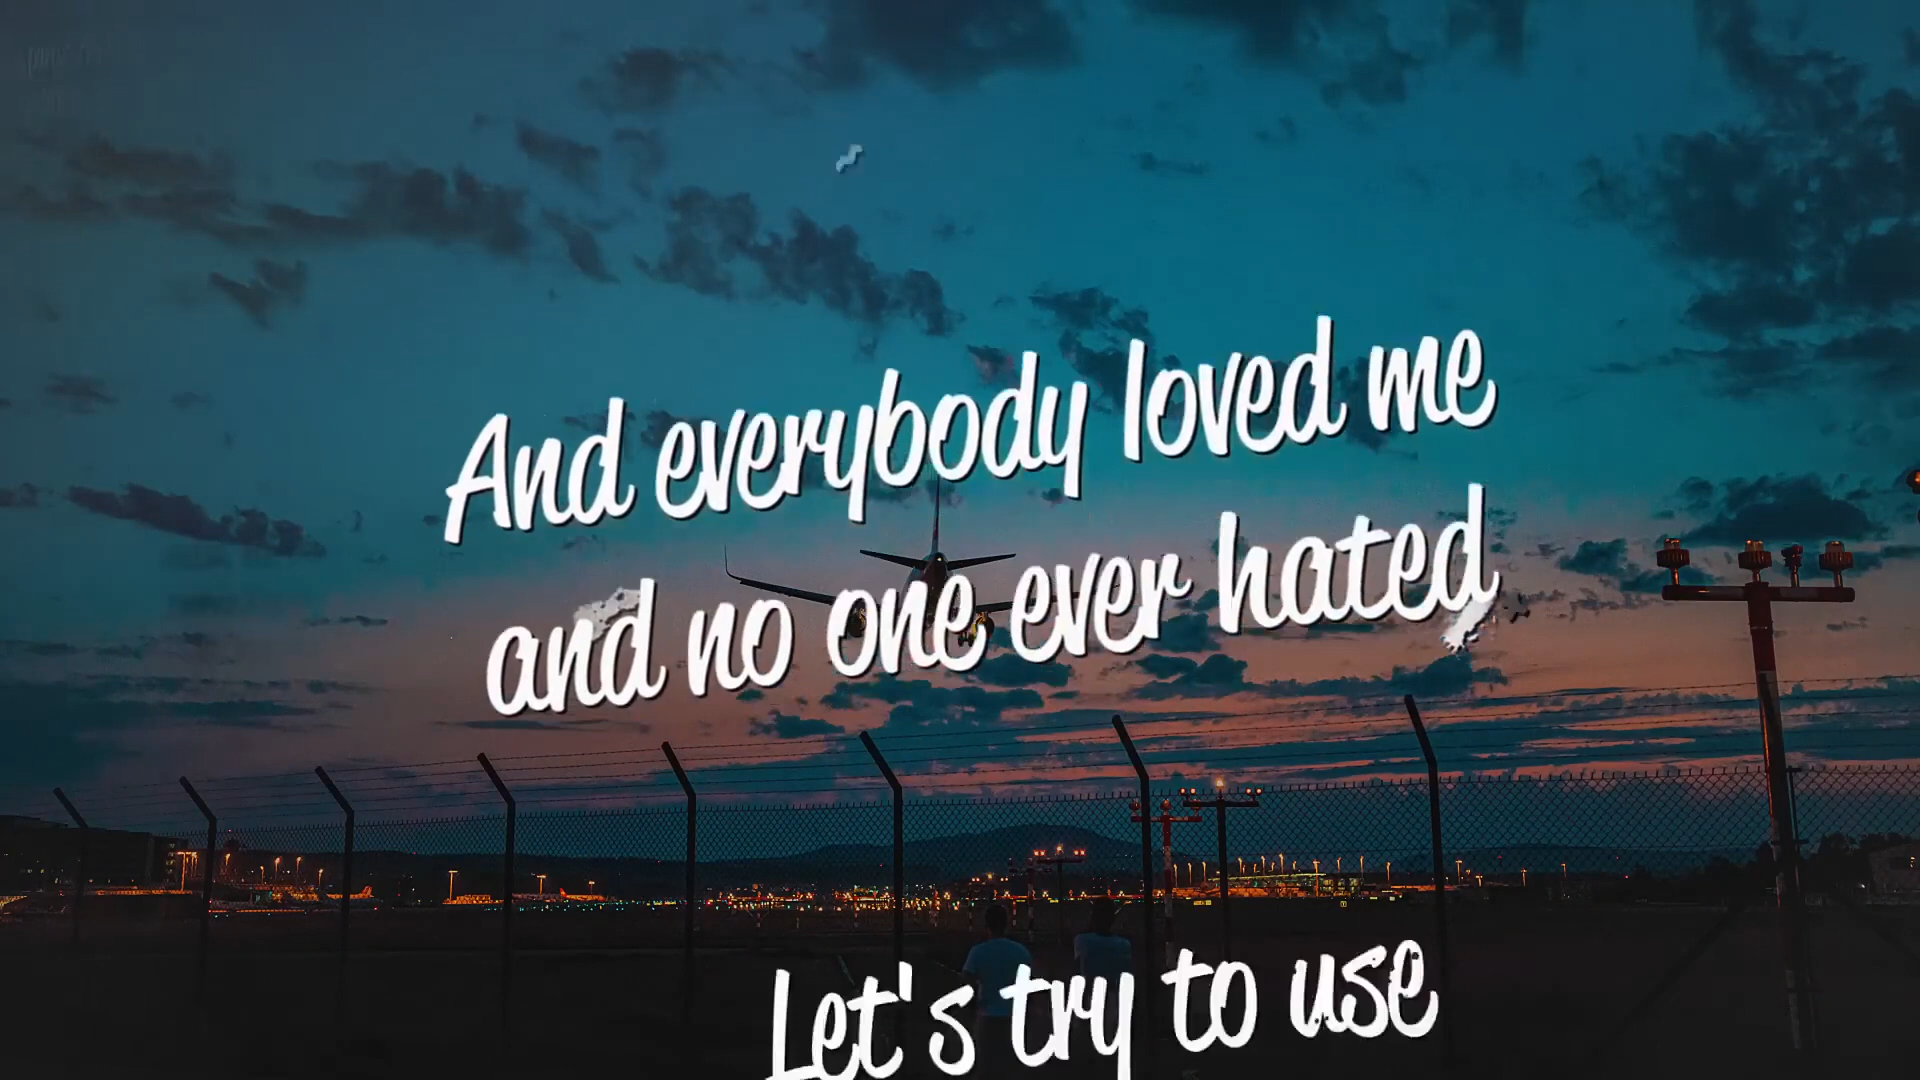 And everybody loved me
and no one ever hated
Let's try to use